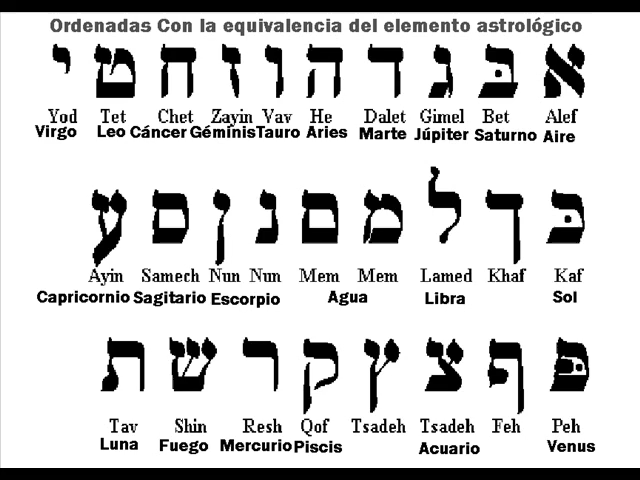 Ordenadas Con la equivalencia del elemento astrológico
א בּ ג ד ה ו ז ח ט י
Yod Tet Chet Zayin Vav He Dalet Gimel Bet Alef
Virgo Leo Cáncer Géminis Tauro Aries Marte Júpiter Saturno Aire
כּ ך ל מ ם נ ן ס ע
Ayin Samech Nun Nun Mem Mem Lamed Khaf Kaf
Capricornio Sagitario Escorpio Agua Libra Sol
פּ ף צ ץ ק ר ש ת
Tav Shin Resh Qof Tsadeh Tsadeh Feh Peh
Luna Fuego Mercurio Piscis Acuario Venus